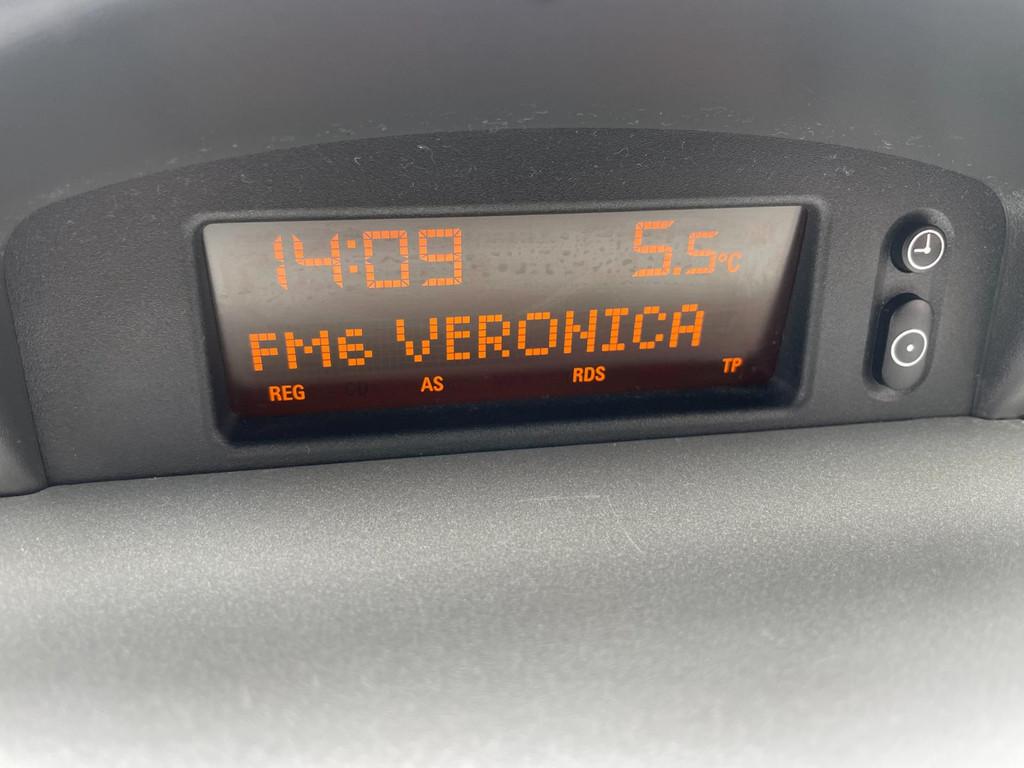 14:09 5.5°C
FM6 VERONICA
REG AS RDS TP